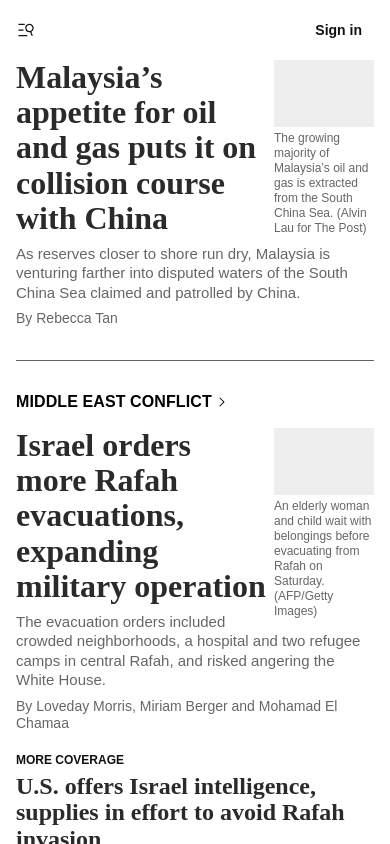 Sign in
Malaysia’s
appetite for oil
and gas puts it on
collision course
with China
The growing
majority of
Malaysia’s oil and
gas is extracted
from the South
China Sea. (Alvin
Lau for The Post)
As reserves closer to shore run dry, Malaysia is
venturing farther into disputed waters of the South
China Sea claimed and patrolled by China.
By Rebecca Tan
MIDDLE EAST CONFLICT
Israel orders
more Rafah
evacuations,
expanding
military operation
An elderly woman
and child wait with
belongings before
evacuating from
Rafah on
Saturday.
(AFP/Getty
Images)
The evacuation orders included
crowded neighborhoods, a hospital and two refugee
camps in central Rafah, and risked angering the
White House.
By Loveday Morris, Miriam Berger and Mohamad El
Chamaa
MORE COVERAGE
U.S. offers Israel intelligence,
supplies in effort to avoid Rafah
invasion